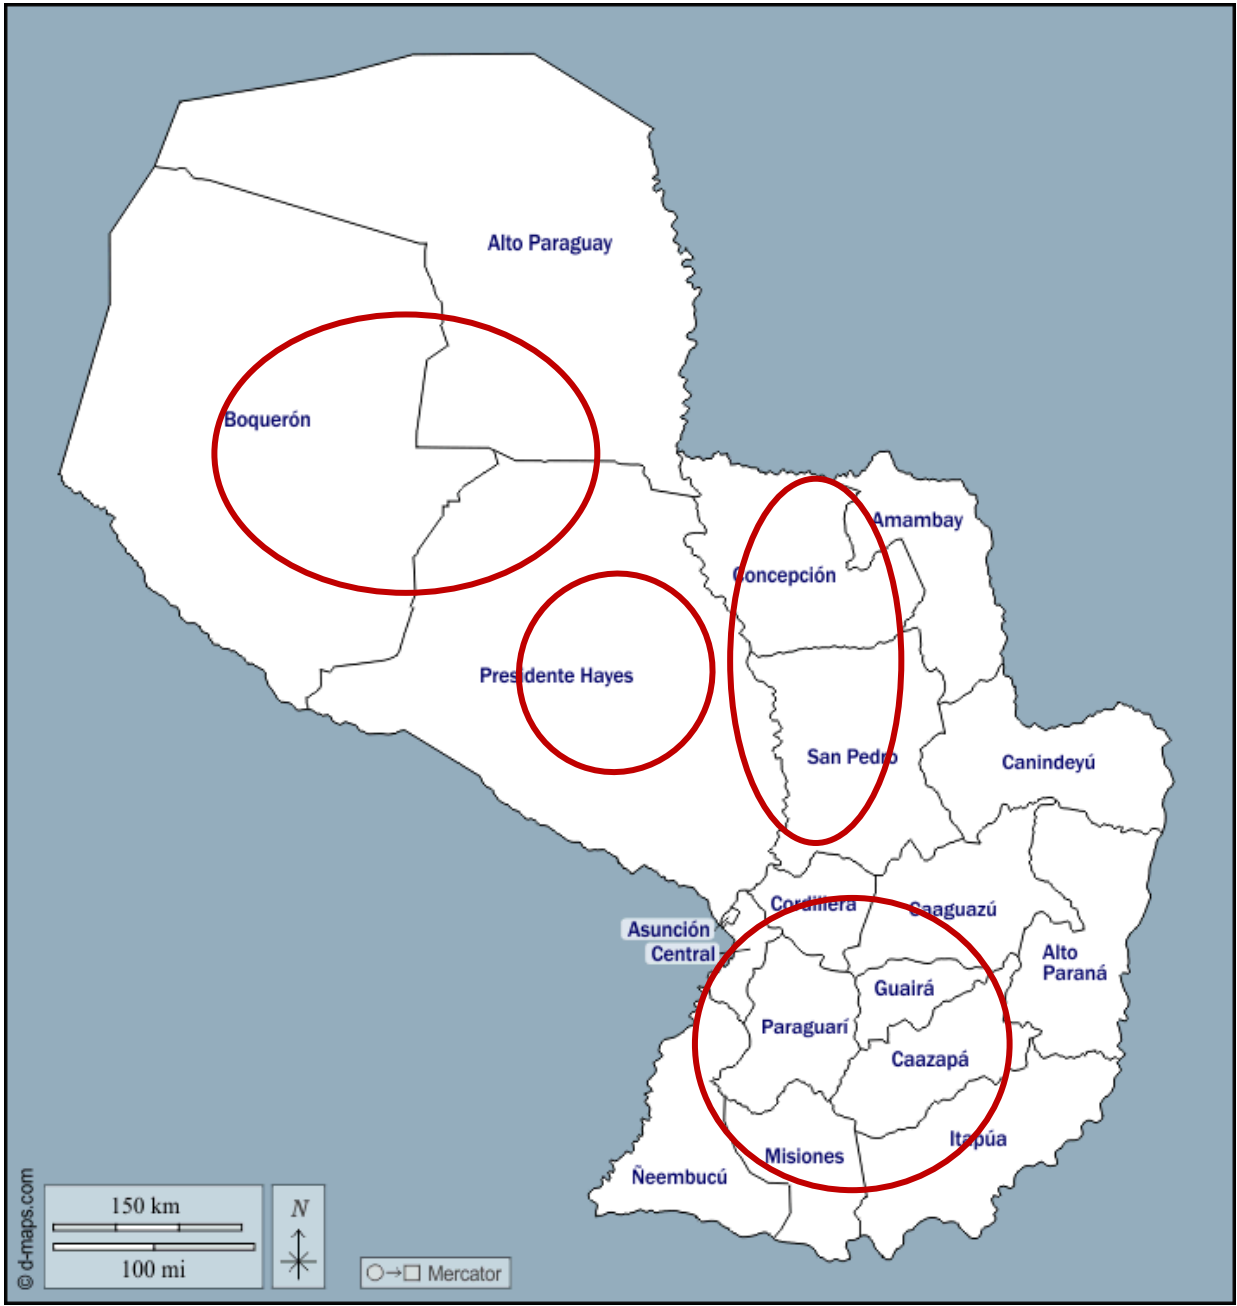 Alto Paraguay
Boquerón
Amambay
Concepción
Presidente Hayes
San Pedro
Canindeyú
Cordillera
Caaguazú
Asunción
Central
Alto
Paraná
Guairá
Paraguarí
Caazapá
Itapúa
Misiones
Ñeembucú
© d-maps.com
150 km
100 mi
N
Mercator